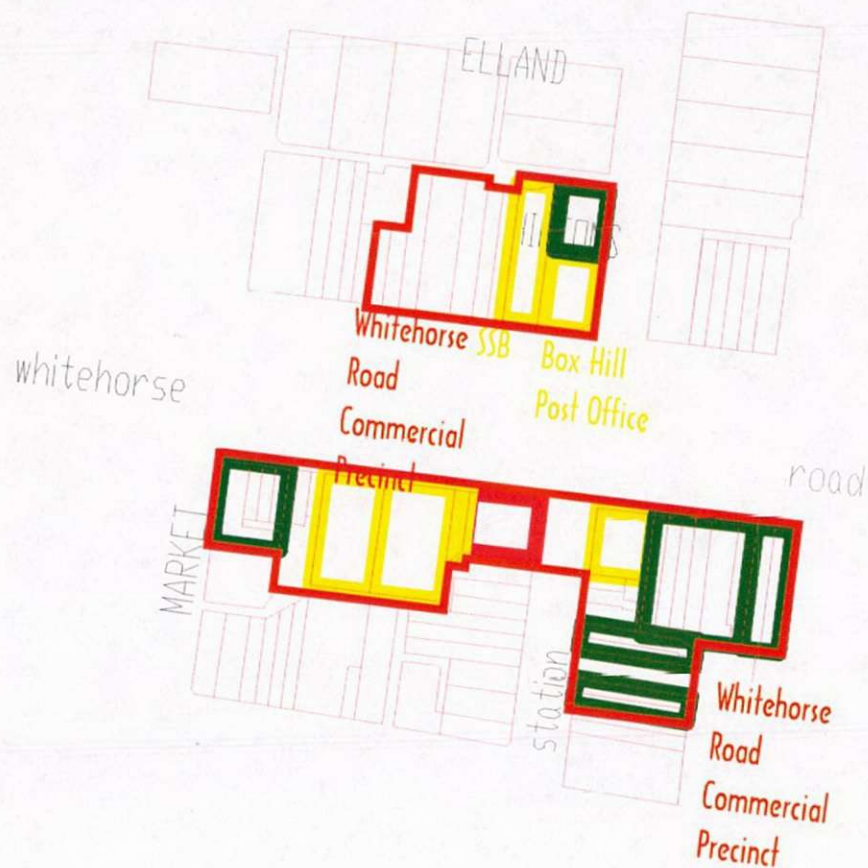 ELLAND
Whitehorse
Road
Commercial
Precinct
SSB
Box Hill
Post Office
whitehorse
road
MARKET
station
Whitehorse
Road
Commercial
Precinct